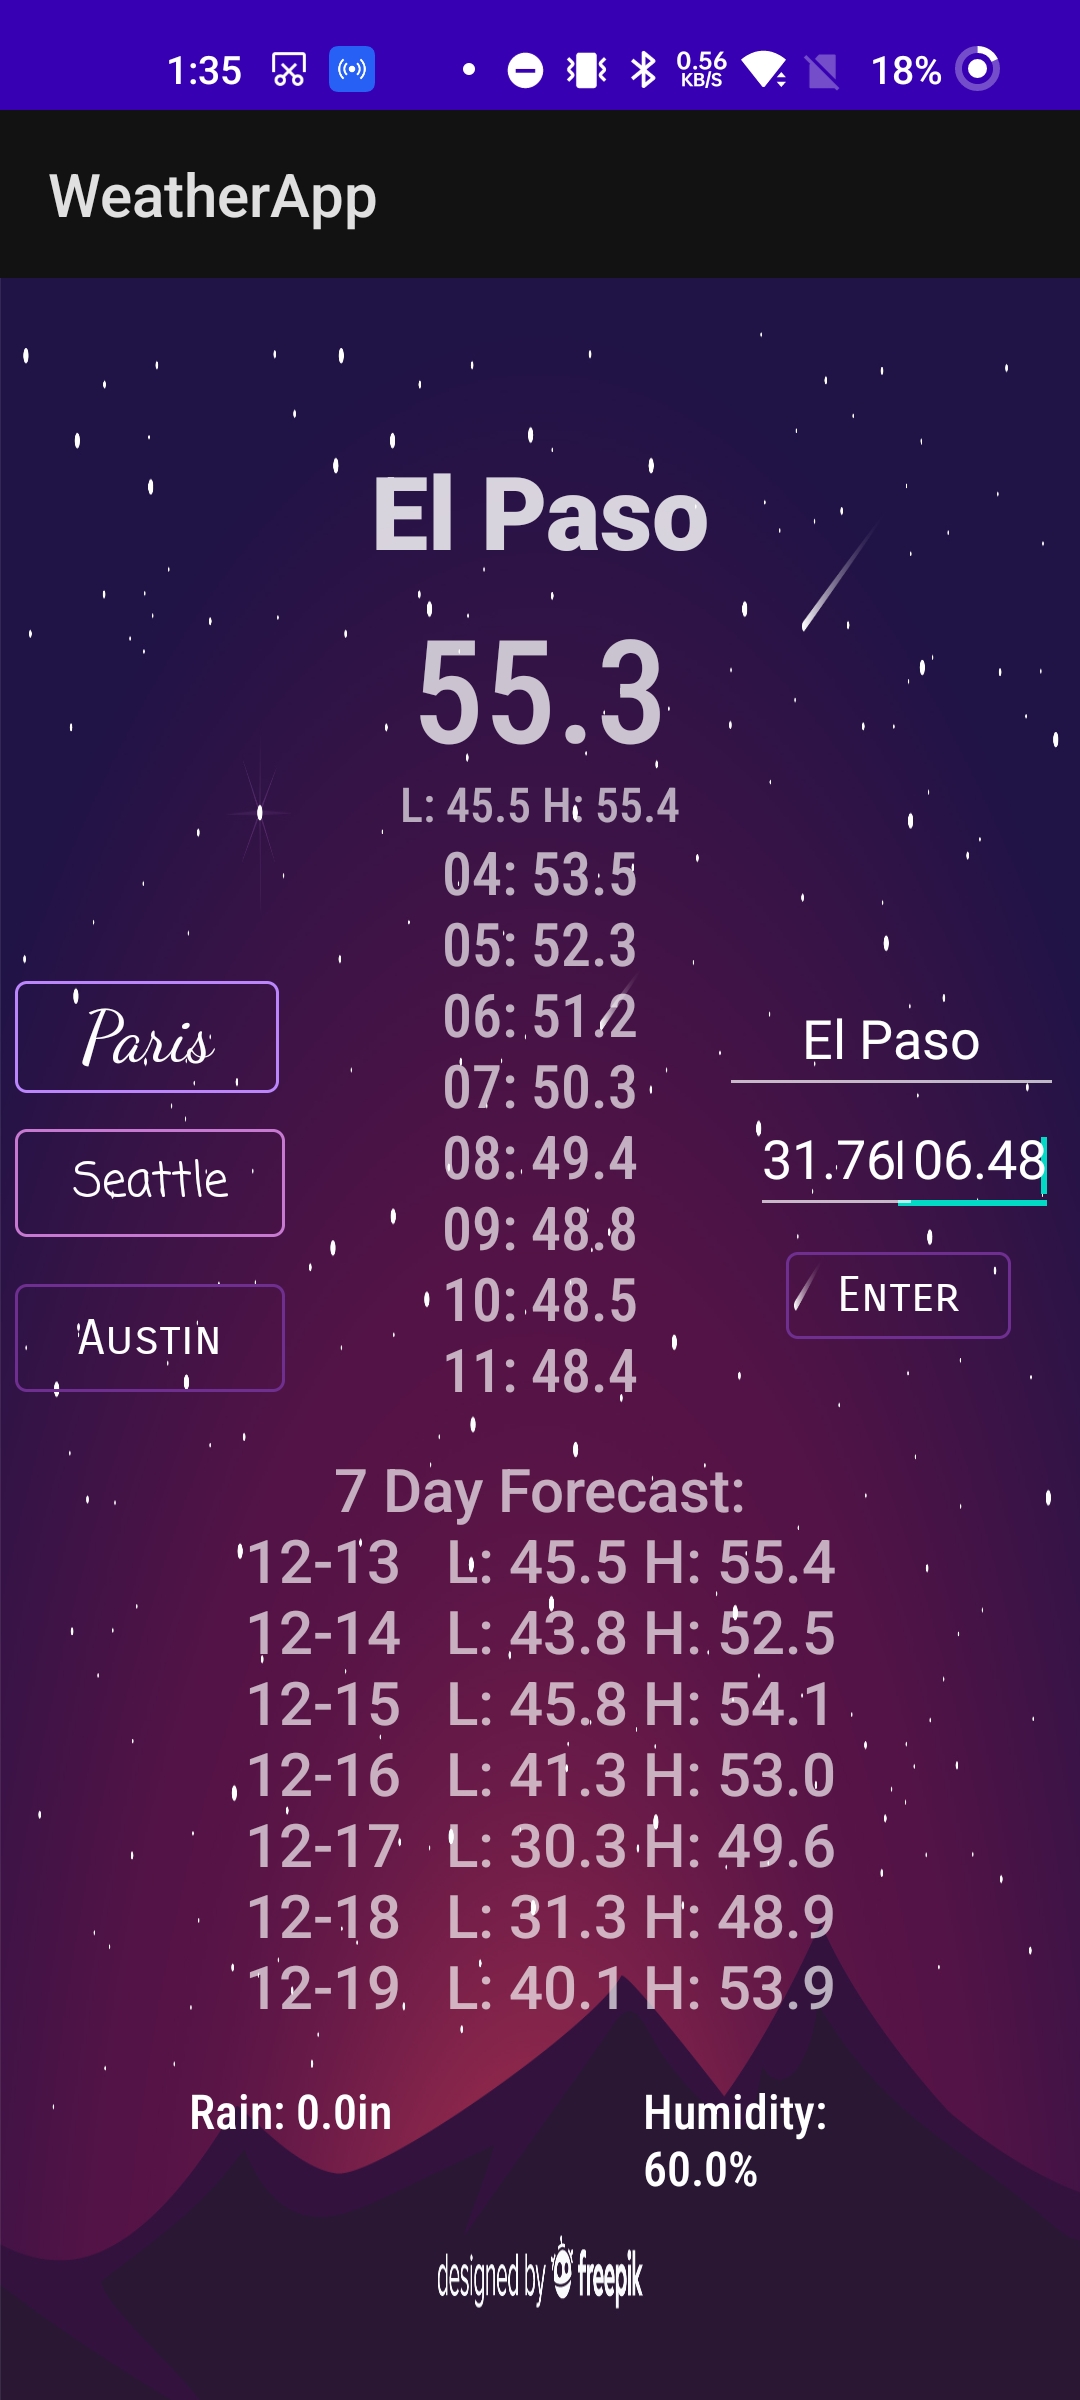 1:35
0.56
KB/S
18%
WeatherApp
El Paso
55.3
L: 45.5 H: 55.4
04: 53.5
05: 52.3
06: 51.2
07: 50.3
08: 49.4
09: 48.8
10: 48.5
11: 48.4
Paris
Seattle
Austin
El Paso
31.76 06.48
Enter
7 Day Forecast:
12-13 L: 45.5 H: 55.4
12-14 L: 43.8 H: 52.5
12-15 L: 45.8 H: 54.1
12-16 L: 41.3 H: 53.0
12-17 L: 30.3 H: 49.6
12-18 L: 31.3 H: 48.9
12-19 L: 40.1 H: 53.9
Rain: 0.0in
Humidity:
60.0%
designed by freepik